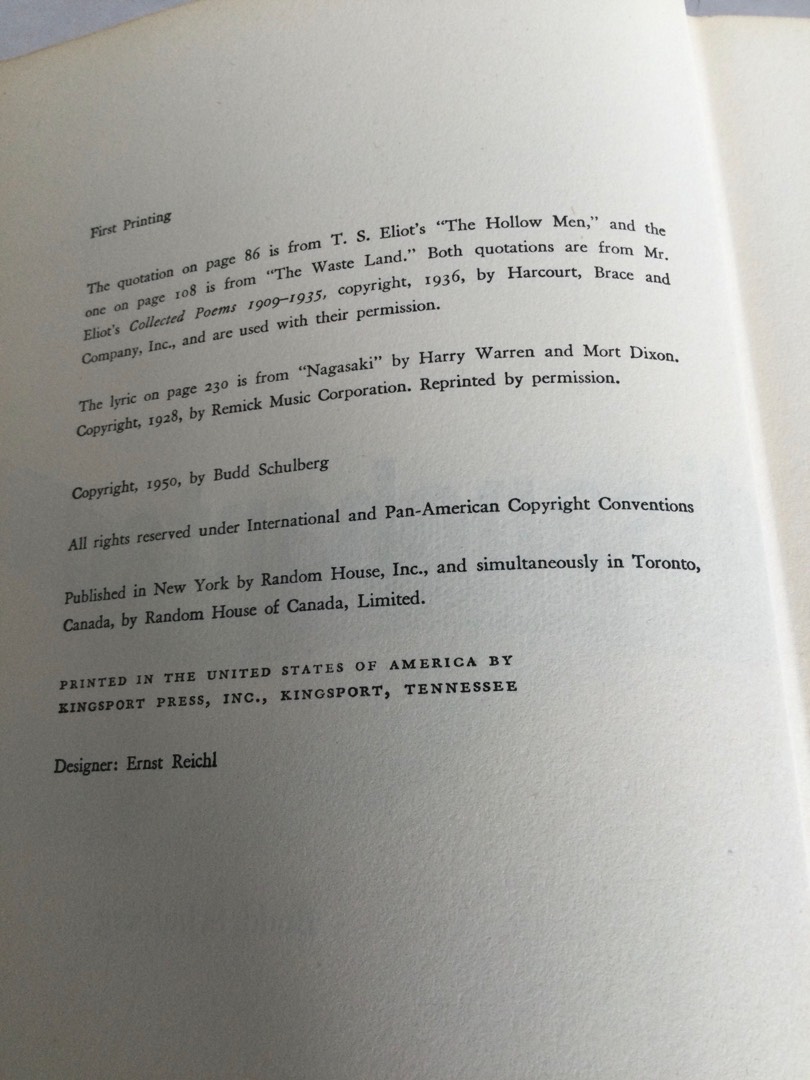 First Printing
The quotation on page 86 is from T. S. Eliot's “The Hollow Men,” and the
one on page 108 is from “The Waste Land.” Both quotations are from Mr.
Eliot's Collected Poems 1909–1935, copyright, 1936, by Harcourt, Brace and
Company, Inc., and are used with their permission.
The lyric on page 230 is from “Nagasaki” by Harry Warren and Mort Dixon.
Copyright, 1928, by Remick Music Corporation. Reprinted by permission.
Copyright, 1950, by Budd Schulberg
All rights reserved under International and Pan-American Copyright Conventions
Published in New York by Random House, Inc., and simultaneously in Toronto,
Canada, by Random House of Canada, Limited.
PRINTED IN THE UNITED STATES OF AMERICA BY
KINGSPORT PRESS, INC., KINGSPORT, TENNESSEE
Designer: Ernst Reichl